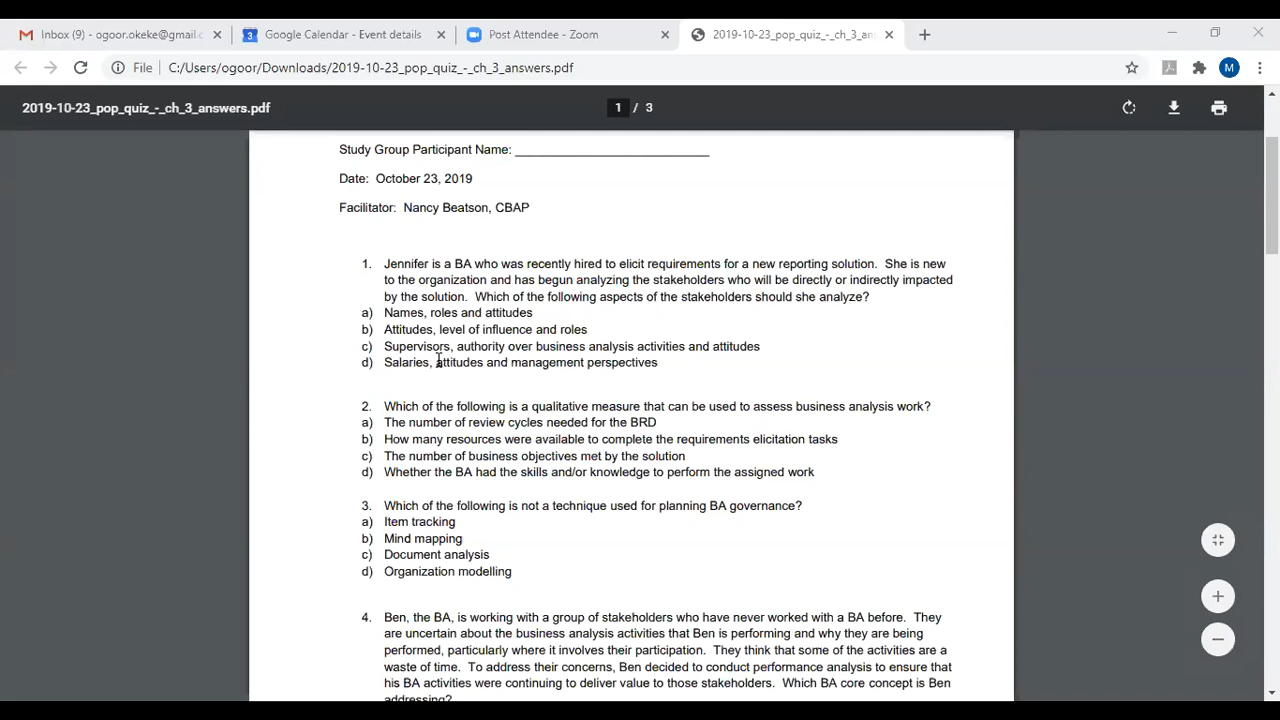 Inbox (9) - ogoor.okeke@gmail.c
Google Calendar - Event details
Post Attendee - Zoom
2019-10-23_pop_quiz_-_ch_3_ans
File C:/Users/ogoor/Downloads/2019-10-23_pop_quiz_-_ch_3_answers.pdf
M
2019-10-23_pop_quiz_-_ch_3_answers.pdf
1 / 3
Study Group Participant Name: ___________________________
Date: October 23, 2019
Facilitator: Nancy Beatson, CBAP
1. Jennifer is a BA who was recently hired to elicit requirements for a new reporting solution. She is new
to the organization and has begun analyzing the stakeholders who will be directly or indirectly impacted
by the solution. Which of the following aspects of the stakeholders should she analyze?
a) Names, roles and attitudes
b) Attitudes, level of influence and roles
c) Supervisors, authority over business analysis activities and attitudes
d) Salaries, attitudes and management perspectives
2. Which of the following is a qualitative measure that can be used to assess business analysis work?
a) The number of review cycles needed for the BRD
b) How many resources were available to complete the requirements elicitation tasks
c) The number of business objectives met by the solution
d) Whether the BA had the skills and/or knowledge to perform the assigned work
3. Which of the following is not a technique used for planning BA governance?
a) Item tracking
b) Mind mapping
c) Document analysis
d) Organization modelling
4. Ben, the BA, is working with a group of stakeholders who have never worked with a BA before. They
are uncertain about the business analysis activities that Ben is performing and why they are being
performed, particularly where it involves their participation. They think that some of the activities are a
waste of time. To address their concerns, Ben decided to conduct performance analysis to ensure that
his BA activities were continuing to deliver value to those stakeholders. Which BA core concept is Ben
addressing?